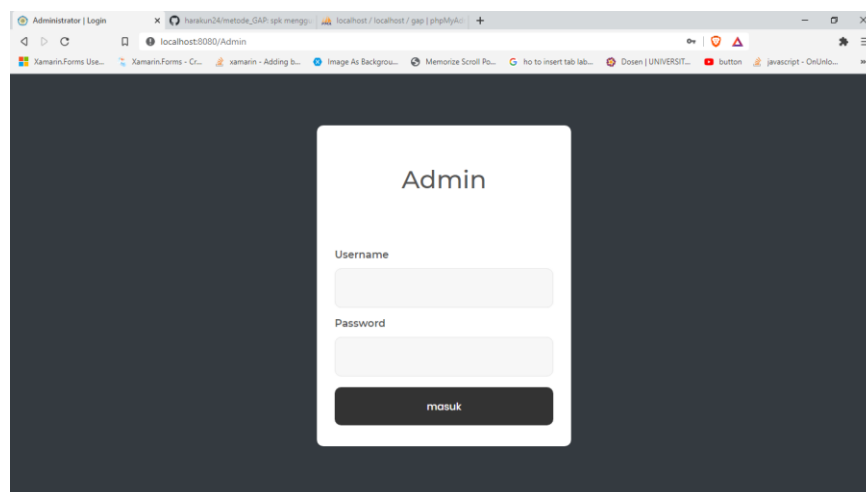 Administrator | Login
harakun24/metode_GAP: spk menggu
localhost / localhost / gap | phpMyAd
localhost:8080/Admin
Xamarin.Forms Use...
Xamarin.Forms - Cr...
xamarin - Adding b...
Image As Backgrou...
Memorize Scroll Po...
ho to insert tab lab...
Dosen | UNIVERSIT...
button
javascript - OnUnlo...
Admin
Username
Password
masuk